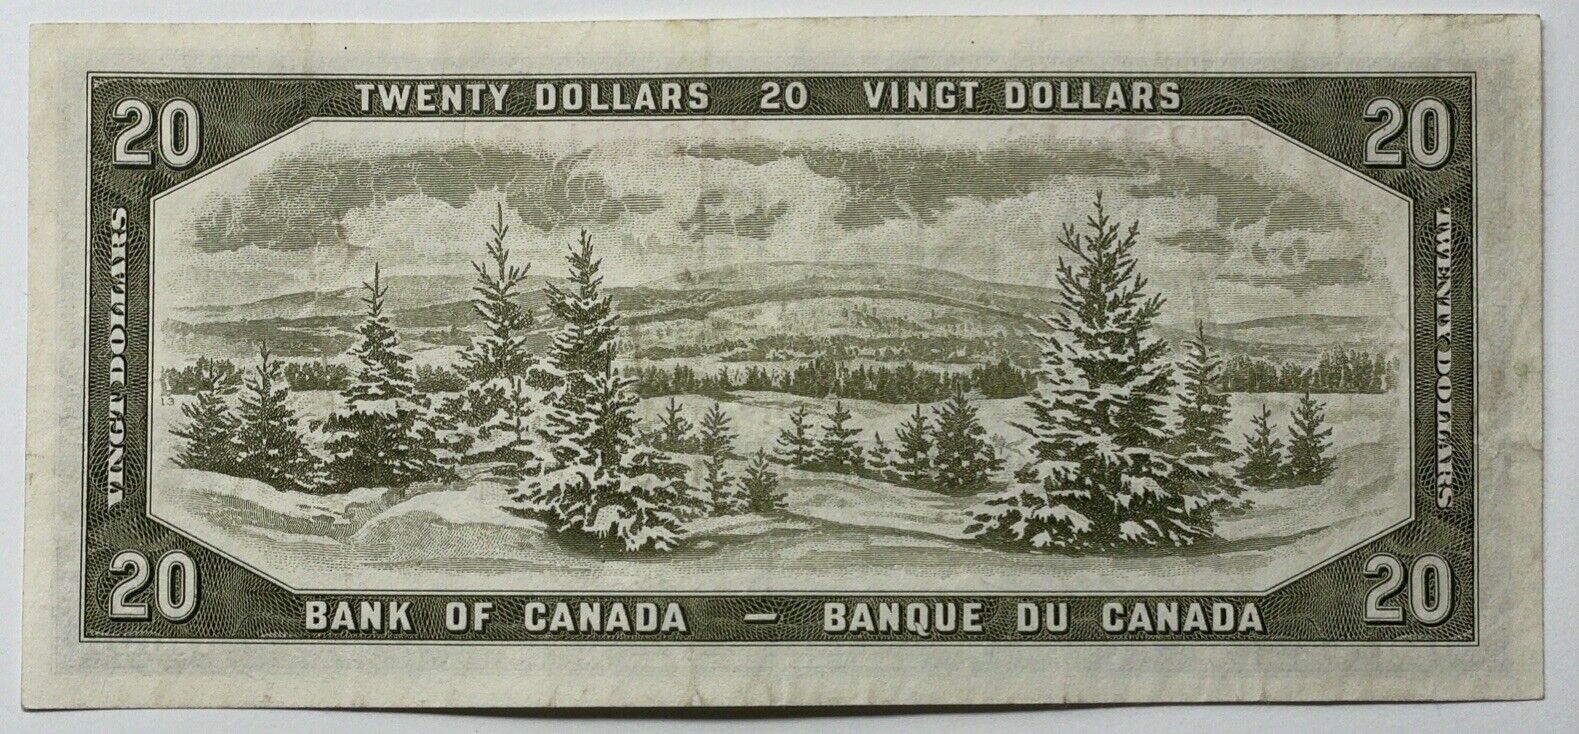 TWENTY DOLLARS 20 VINGT DOLLARS
20
20
VINGT DOLLARS
TWENTY DOLLARS
13
20
20
BANK OF CANADA — BANQUE DU CANADA